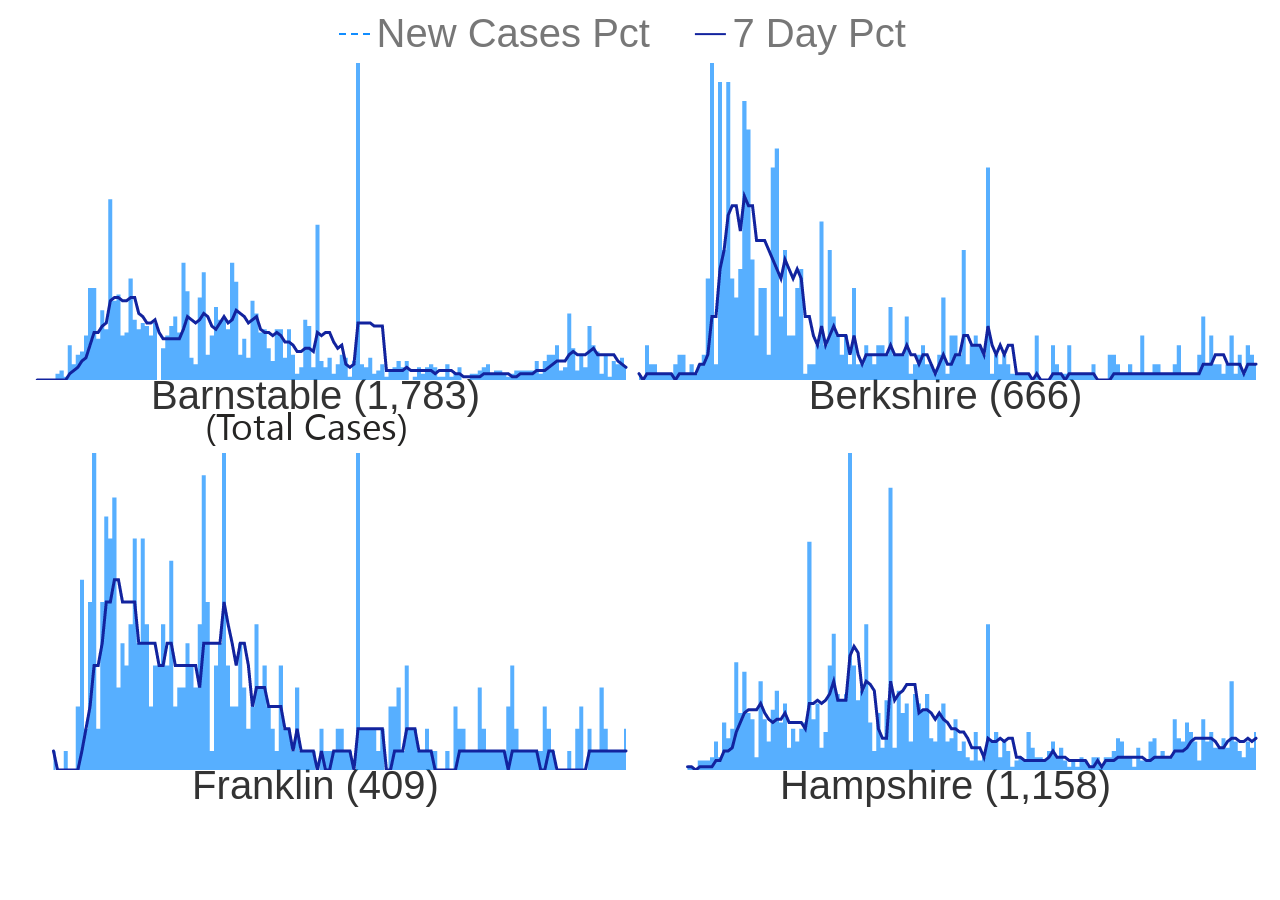 New Cases Pct 7 Day Pct
Barnstable (1,783)
(Total Cases)
Berkshire (666)
Franklin (409)
Hampshire (1,158)